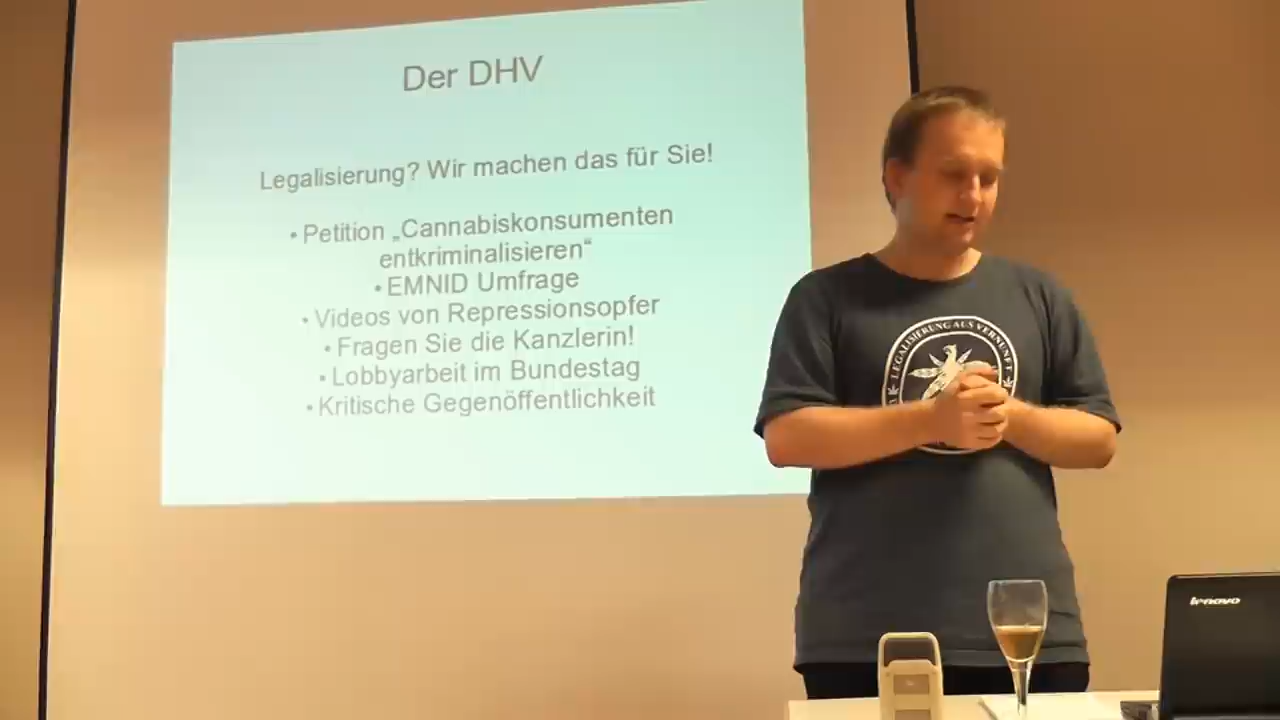 Der DHV
Legalisierung? Wir machen das für Sie!
• Petition „Cannabiskonsumenten
entkriminalisieren“
• EMNID Umfrage
• Videos von Repressionsopfer
• Fragen Sie die Kanzlerin!
• Lobbyarbeit im Bundestag
• Kritische Gegenöffentlichkeit
LEGALISIERUNG AUS VERNUNFT
lenovo